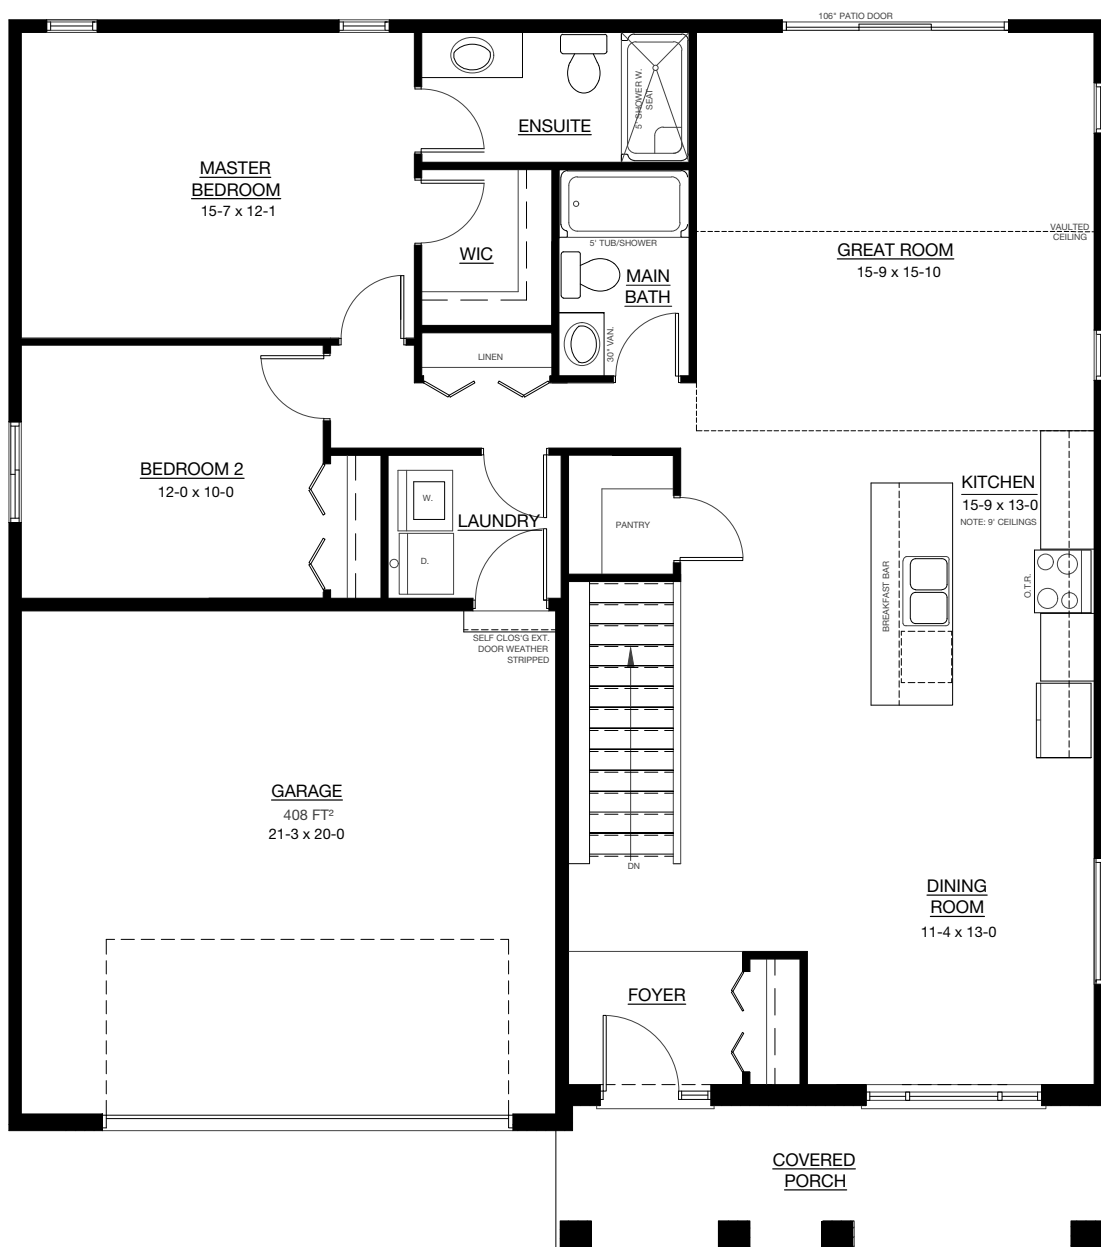 106" PATIO DOOR
ENSUITE
5' SHOWER W.
SEAT
MASTER
BEDROOM
15-7 x 12-1
WIC
5' TUB/SHOWER
MAIN
BATH
30" VAN.
VAULTED
CEILING
GREAT ROOM
15-9 x 15-10
LINEN
BEDROOM 2
12-0 x 10-0
W.
LAUNDRY
D.
PANTRY
KITCHEN
15-9 x 13-0
NOTE: 9' CEILINGS
BREAKFAST BAR
O.T.R.
SELF CLOS'G EXT.
DOOR WEATHER
STRIPPED
GARAGE
408 FT²
21-3 x 20-0
DN
DINING
ROOM
11-4 x 13-0
FOYER
COVERED
PORCH